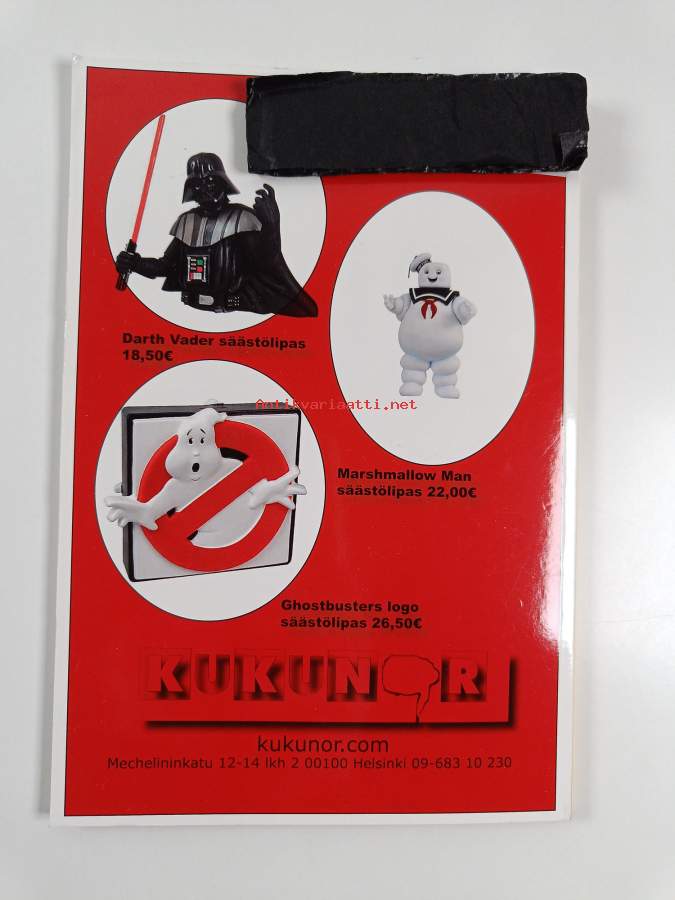 Darth Vader säästölipas
18,50€
Antikvariaatti.net
Marshmallow Man
säästölipas 22,00€
Ghostbusters logo
säästölipas 26,50€
KUKUNOR
kukunor.com
Mechelininkatu 12-14 lkh 2 00100 Helsinki 09-683 10 230